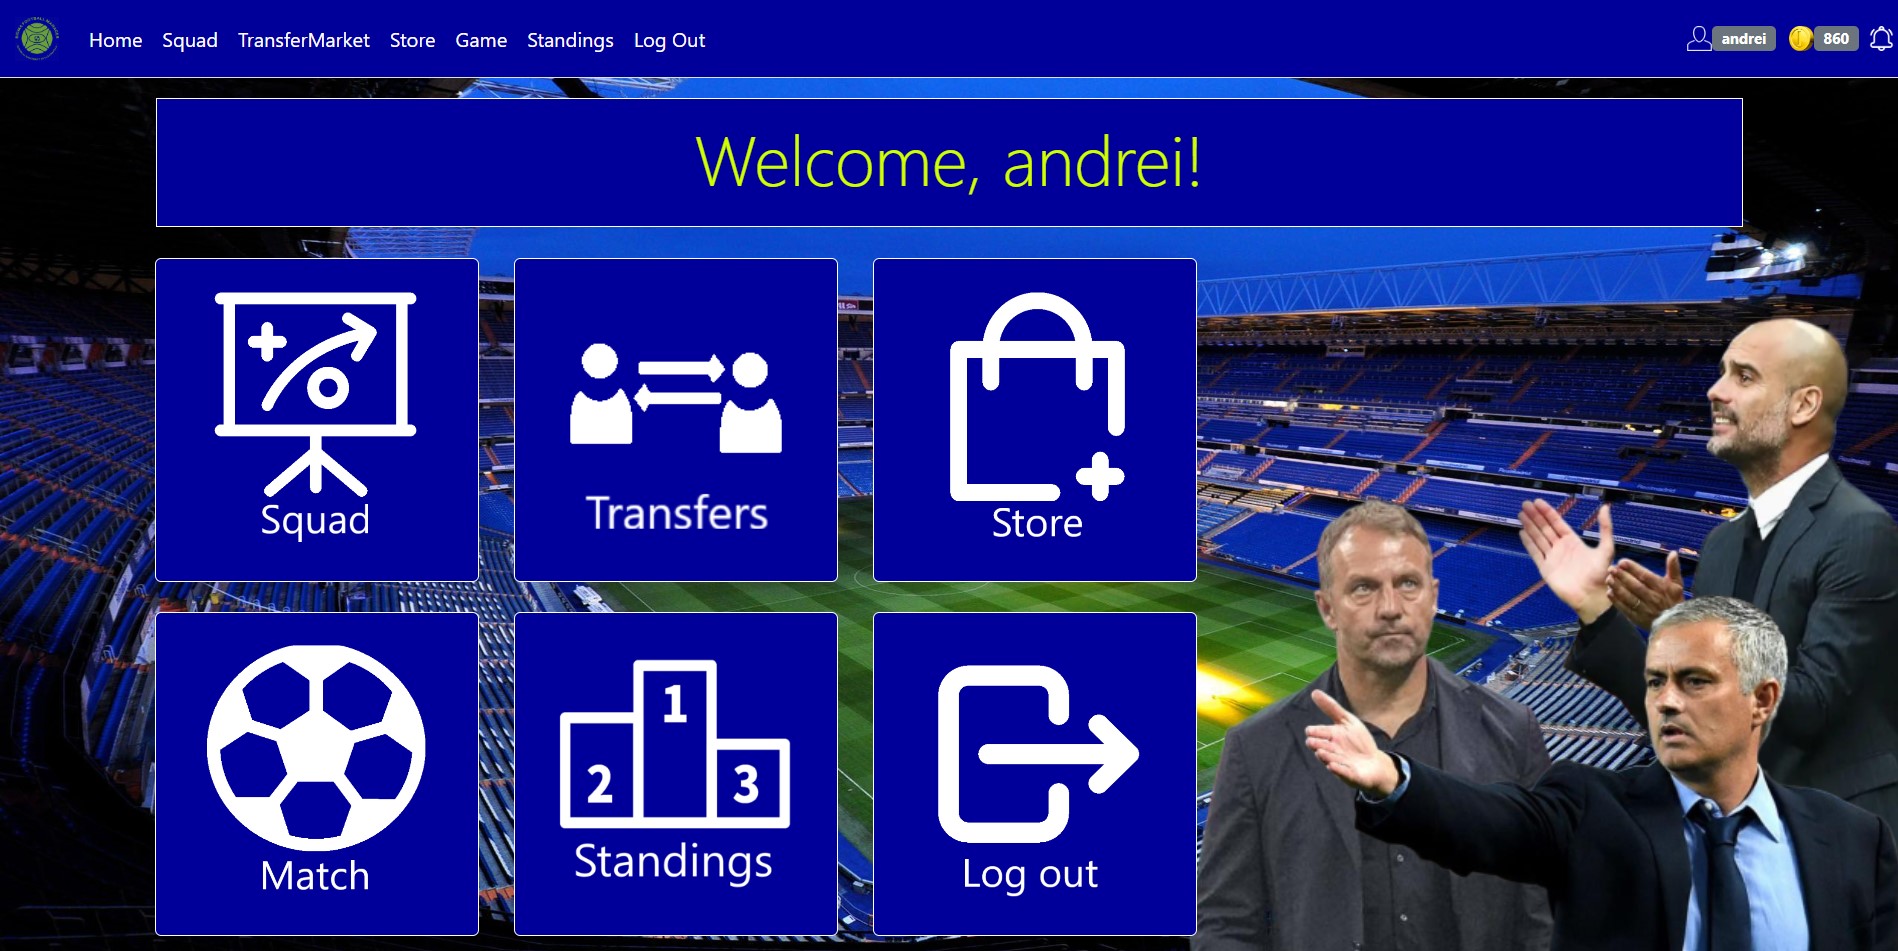 Home Squad TransferMarket Store Game Standings Log Out andrei 860
Welcome, andrei!
Squad
Transfers
Store
1
2
3
Match
Standings
Log out